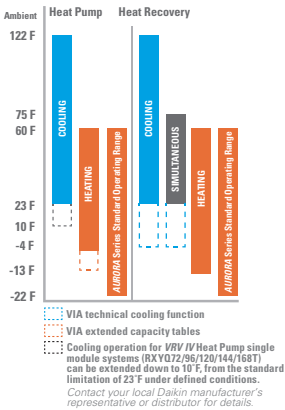 Ambient Heat Pump Heat Recovery
122 F
75 F
60 F
23 F
10 F
-4 F
-13 F
-22 F
COOLING
HEATING
AURORA Series Standard Operating Range
COOLING
SIMULTANEOUS
HEATING
AURORA Series Standard Operating Range
VIA technical cooling function
VIA extended capacity tables
Cooling operation for VRV IV Heat Pump single
module systems (RXYQ72/96/120/144/168T)
can be extended down to 10°F, from the standard
limitation of 23°F under defined conditions.
Contact your local Daikin manufacturer's
representative or distributor for details.